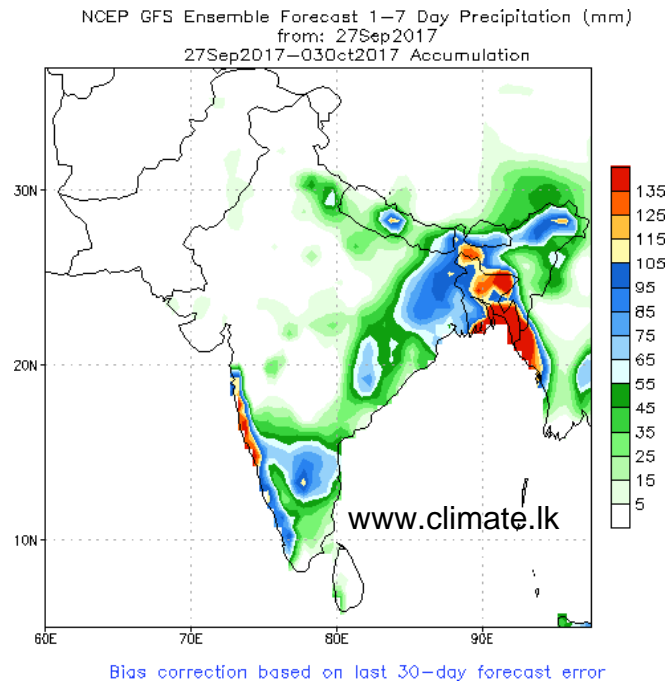 NCEP GFS Ensemble Forecast 1-7 Day Precipitation (mm)
from: 27Sep2017
27Sep2017-03Oct2017 Accumulation
30N
20N
10N
60E 70E 80E 90E
135
125
115
105
95
85
75
65
55
45
35
25
15
5
www.climate.lk
Bias correction based on last 30-day forecast error